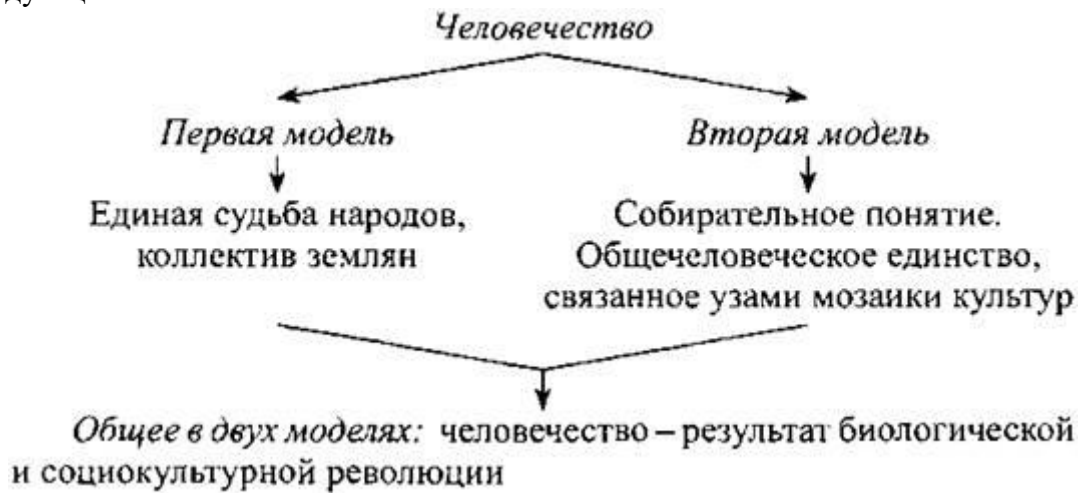 Человечество
Первая модель
Вторая модель
Единая судьба народов,
коллектив землян
Собирательное понятие.
Общечеловеческое единство,
связанное узами мозаики культур
Общее в двух моделях: человечество – результат биологической
и социокультурной революции